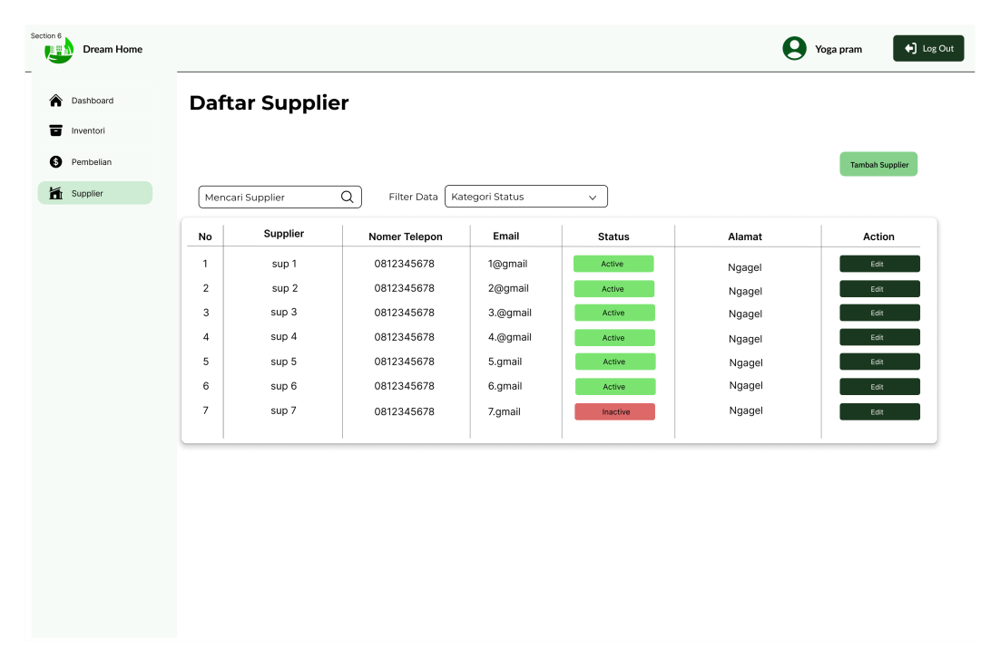 Section 6
Dream Home
Yoga pram
Log Out
Dashboard
Inventori
Pembelian
Supplier
Daftar Supplier
Tambah Supplier
Mencari Supplier
Filter Data
Kategori Status
No Supplier Nomer Telepon Email Status Alamat Action
1 sup 1 0812345678 1@gmail Active Ngagel Edit
2 sup 2 0812345678 2@gmail Active Ngagel Edit
3 sup 3 0812345678 3.@gmail Active Ngagel Edit
4 sup 4 0812345678 4.@gmail Active Ngagel Edit
5 sup 5 0812345678 5.gmail Active Ngagel Edit
6 sup 6 0812345678 6.gmail Active Ngagel Edit
7 sup 7 0812345678 7.gmail Inactive Ngagel Edit